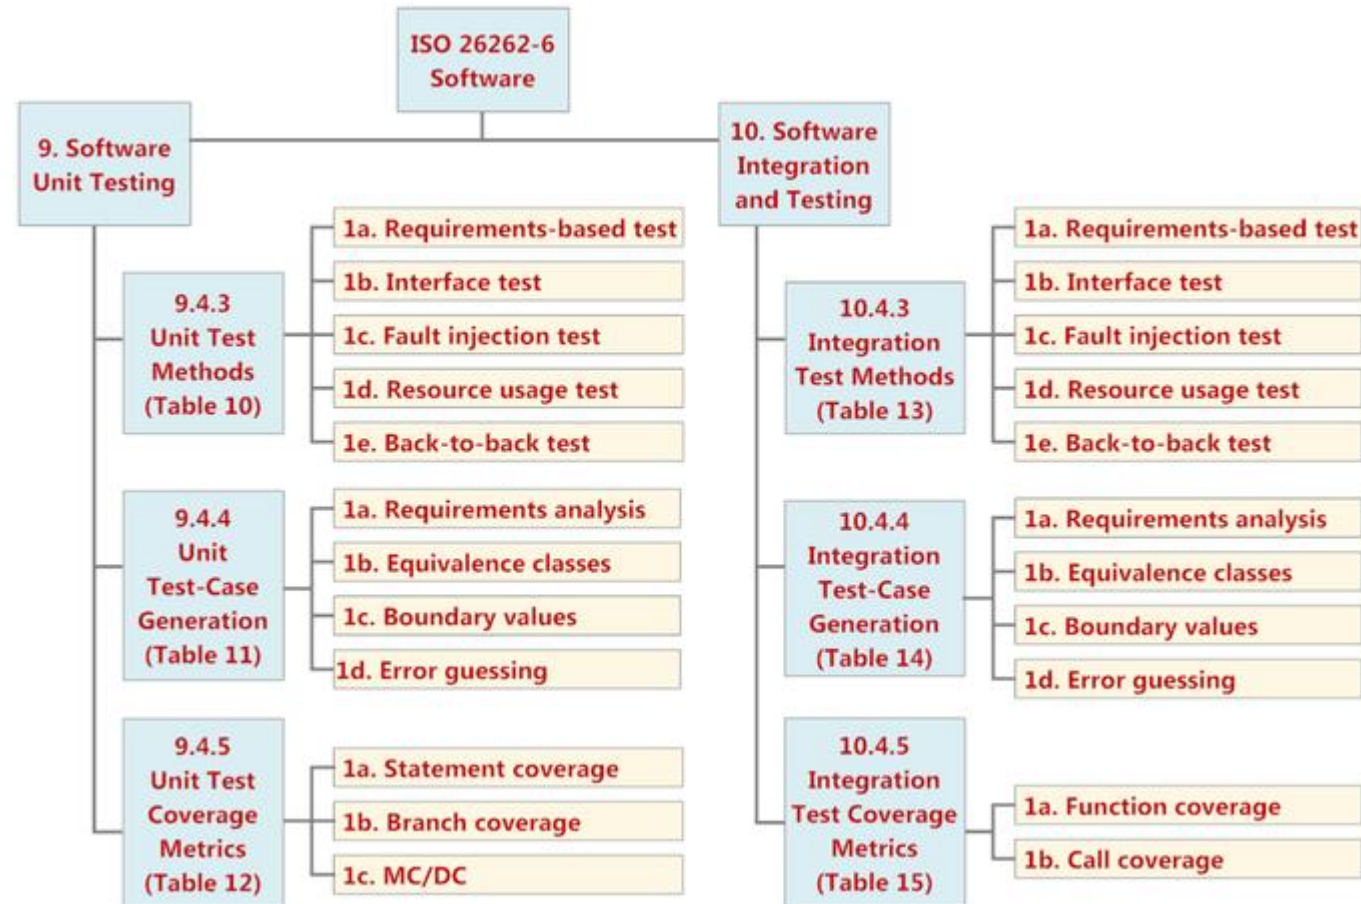 ISO 26262-6
Software
9. Software
Unit Testing
9.4.3
Unit Test
Methods
(Table 10)
1a. Requirements-based test
1b. Interface test
1c. Fault injection test
1d. Resource usage test
1e. Back-to-back test
9.4.4
Unit
Test-Case
Generation
(Table 11)
1a. Requirements analysis
1b. Equivalence classes
1c. Boundary values
1d. Error guessing
9.4.5
Unit Test
Coverage
Metrics
(Table 12)
1a. Statement coverage
1b. Branch coverage
1c. MC/DC
10. Software
Integration
and Testing
10.4.3
Integration
Test Methods
(Table 13)
1a. Requirements-based test
1b. Interface test
1c. Fault injection test
1d. Resource usage test
1e. Back-to-back test
10.4.4
Integration
Test-Case
Generation
(Table 14)
1a. Requirements analysis
1b. Equivalence classes
1c. Boundary values
1d. Error guessing
10.4.5
Integration
Test Coverage
Metrics
(Table 15)
1a. Function coverage
1b. Call coverage